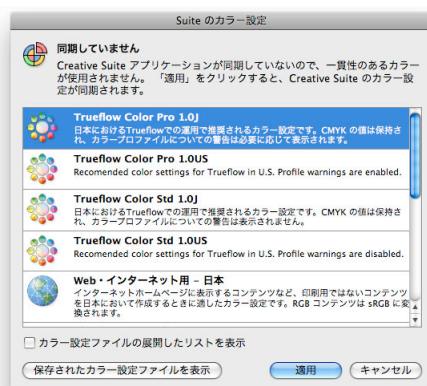 Suite のカラー設定
同期していません
Creative Suite アプリケーションが同期していないので、一貫性のあるカラー
が使用されません。 「適用」をクリックすると、Creative Suite のカラー設
定が同期されます。
Trueflow Color Pro 1.0J
日本におけるTrueflowでの運用で推奨されるカラー設定です。CMYK の値は保持さ
れ、カラープロファイルについての警告は必要に応じて表示されます。
Trueflow Color Pro 1.0US
Recomended color settings for Trueflow in U.S. Profile warnings are enabled.
Trueflow Color Std 1.0J
日本におけるTrueflowでの運用で推奨されるカラー設定です。CMYK の値は保持さ
れ、カラープロファイルについての警告は表示されません。
Trueflow Color Std 1.0US
Recomended color settings for Trueflow in U.S. Profile warnings are disabled.
Web・インターネット用 – 日本
インターネットホームページに表示するコンテンツなど、印刷用ではないコンテンツ
を日本において作成するときに適したカラー設定です。RGB コンテンツは sRGB に変
換されます。
カラー設定ファイルの展開したリストを表示
保存されたカラー設定ファイルを表示
適用
キャンセル